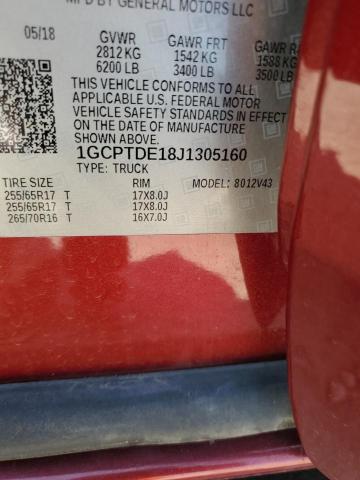 MFD BY GENERAL MOTORS LLC
05/18 GVWR GAWR FRT GAWR
2812 KG 1542 KG 1588 KG
6200 LB 3400 LB 3500 LB
THIS VEHICLE CONFORMS TO ALL APPLICABLE
U.S. FEDERAL MOTOR
VEHICLE SAFETY STANDARDS IN EFFECT
ON THE DATE OF MANUFACTURE
SHOWN ABOVE.
1GCPTDE18J1305160
TYPE: TRUCK MODEL: 8012V43
TIRE SIZE RIM
255/65R17 T 17X8.0J
255/65R17 T 17X8.0J
265/70R16 T 16X7.0J